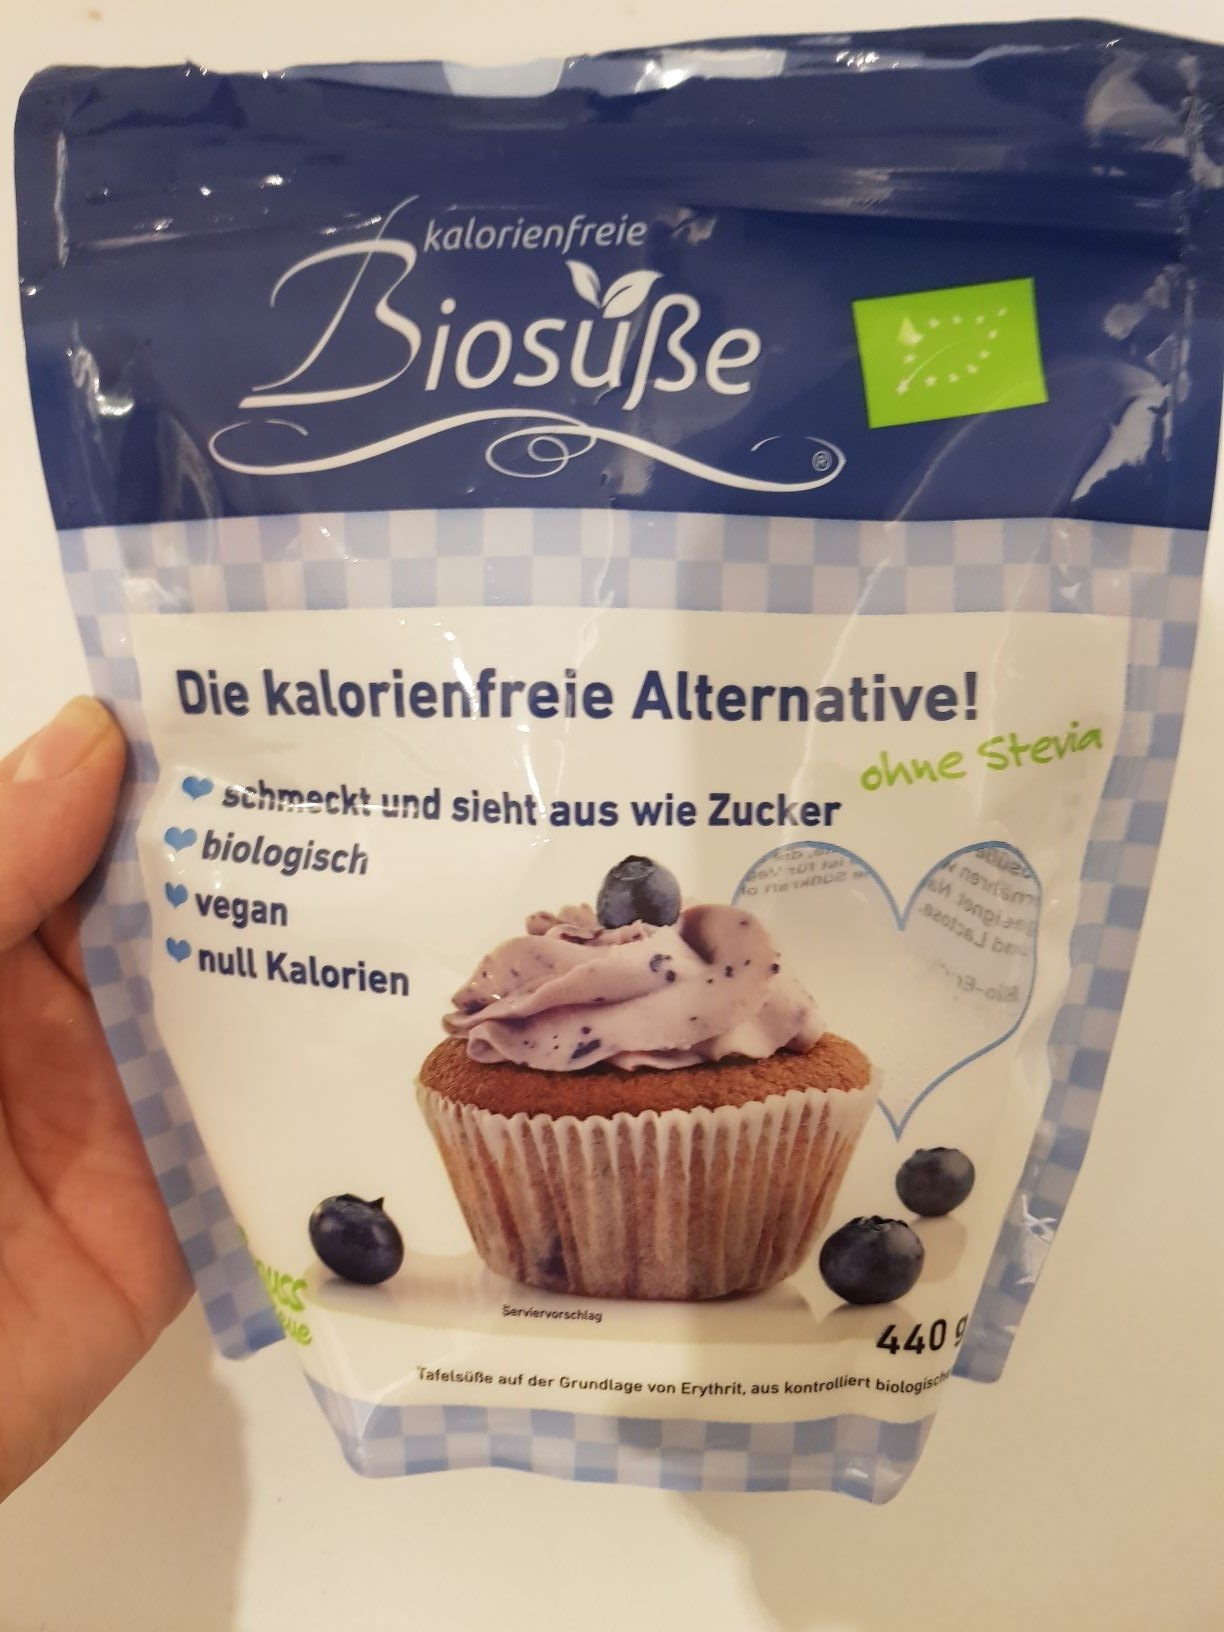 kalorienfreie
Biosüße
®
Die kalorienfreie Alternative!
ohne Stevia
schmeckt und sieht aus wie Zucker
biologisch
vegan
null Kalorien
Serviervorschlag
440 g
Tafelsüße auf der Grundlage von Erythrit, aus kontrolliert